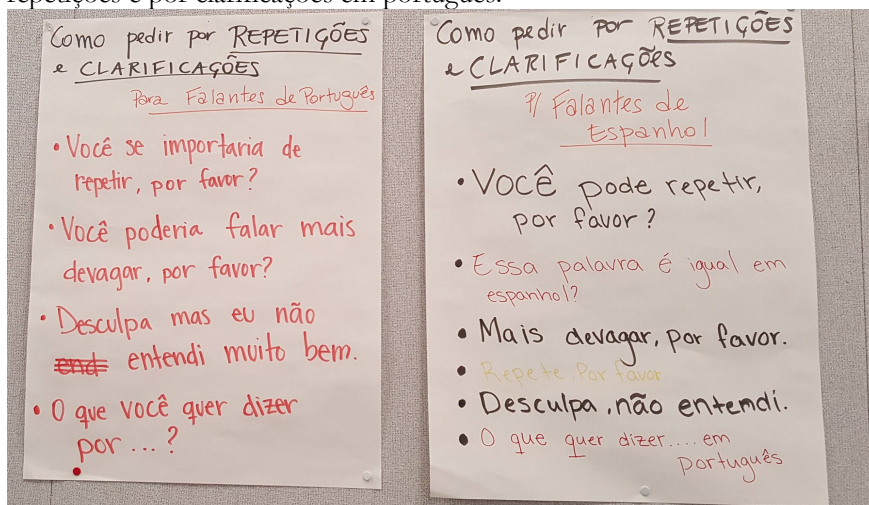 repetições e por clarificações em português.
Como pedir por REPETIÇÕES
e CLARIFICAÇÕES
Para Falantes de Português
• Você se importaria de
repetir, por favor?
• Você poderia falar mais
devagar, por favor?
• Desculpa mas eu não
end entendi muito bem.
• O que você quer dizer
por ... ?
•
Como pedir por REPETIÇÕES
e CLARIFICAÇÕES
P/ Falantes de
Espanhol
• Você pode repetir,
por favor?
• Essa palavra é igual em
espanhol?
• Mais devagar, por favor.
• Repete Por favor
• Desculpa, não entendi.
• O que quer dizer.... em
português